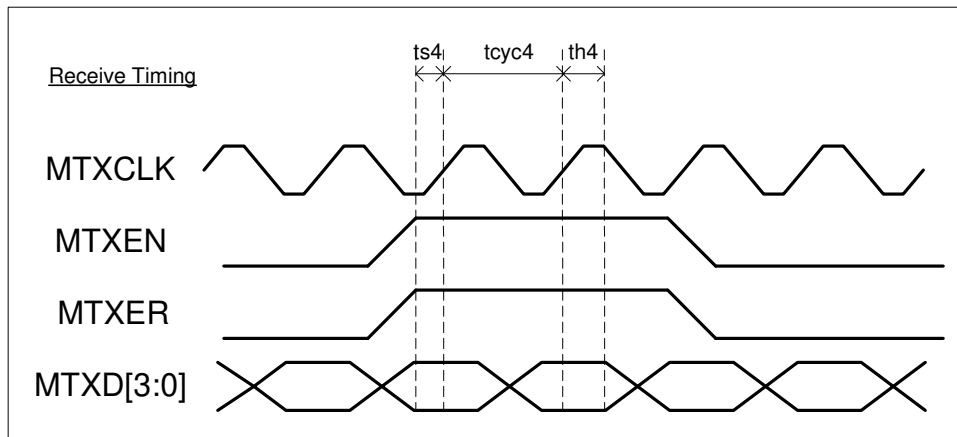 ts4 tcyc4 th4
Receive Timing
MTXCLK
MTXEN
MTXER
MTXD[3:0]